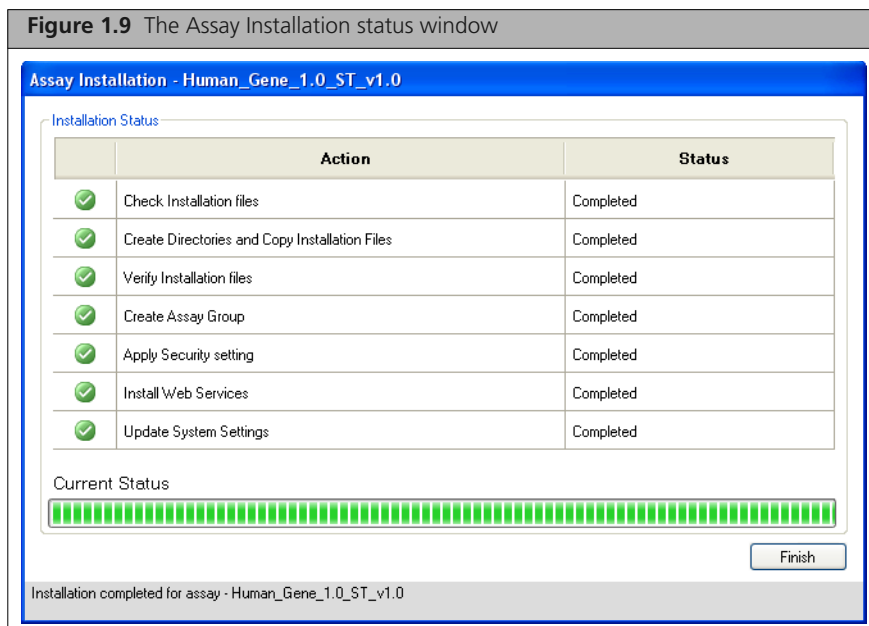 Figure 1.9 The Assay Installation status window
Assay Installation - Human_Gene_1.0_ST_v1.0
Installation Status
Action Status
Check Installation files Completed
Create Directories and Copy Installation Files Completed
Verify Installation files Completed
Create Assay Group Completed
Apply Security setting Completed
Install Web Services Completed
Update System Settings Completed
Current Status
Finish
Installation completed for assay - Human_Gene_1.0_ST_v1.0